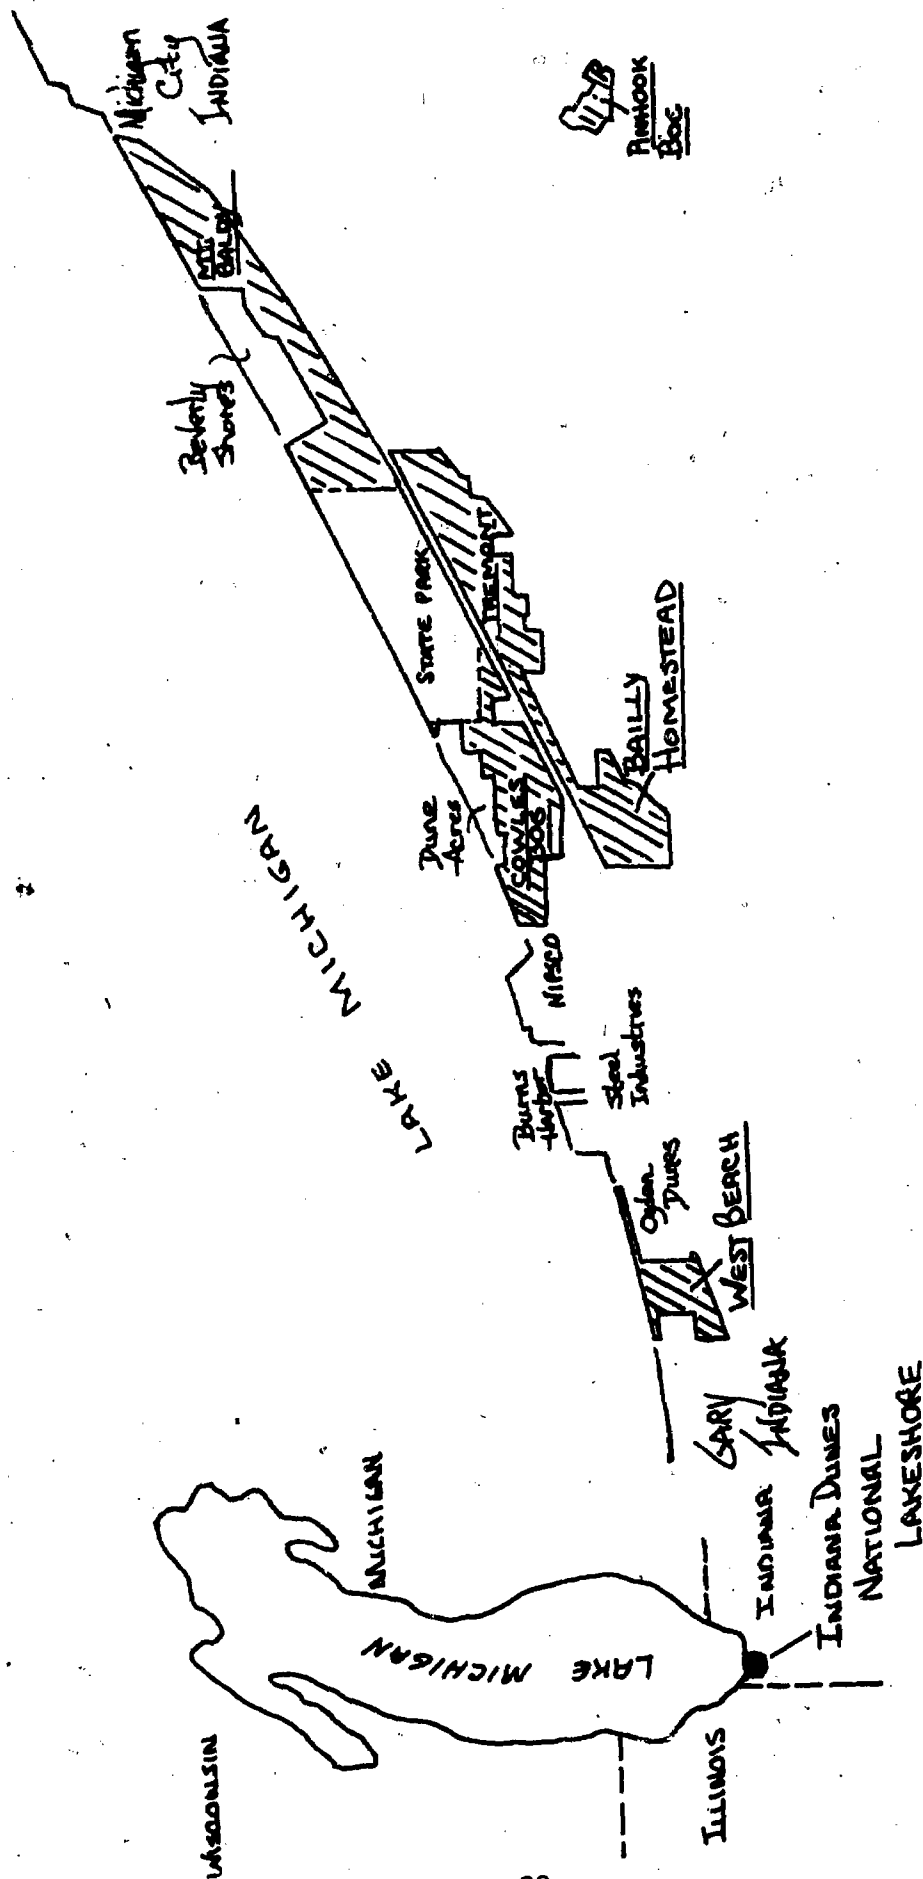 WISCONSIN
MICHIGAN
LAKE MICHIGAN
ILLINOIS
INDIANA
INDIANA DUNES
NATIONAL
LAKESHORE
LAKE MICHIGAN
GARY
INDIANA
WEST BEACH
Ogden
Dunes
Burns
Harbor
Steel
Industries
NIPSCO
Dune
Acres
COWLES
BOG
BAILLY
HOMESTEAD
STATE PARK
TREMONT
Beverly
Shores
MT.
BALDY
Michigan
City
INDIANA
PINHOOK
BOG
2